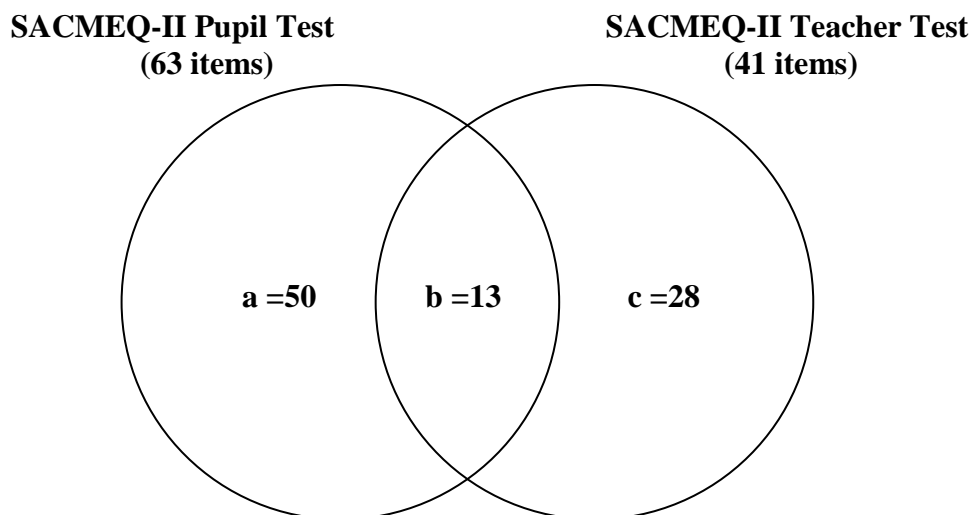 SACMEQ-II Pupil Test
(63 items)
SACMEQ-II Teacher Test
(41 items)
a =50
b =13
c =28